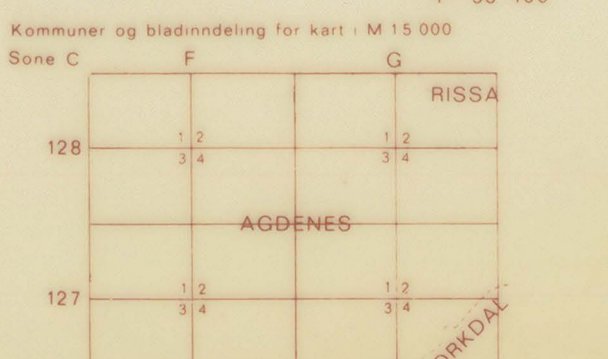 Kommuner og bladinndeling for kart i M 15 000
Sone C F G
RISSA
1 2 1 2
128
3 4 3 4
AGDENES
1 2 1 2
127
3 4 3 4